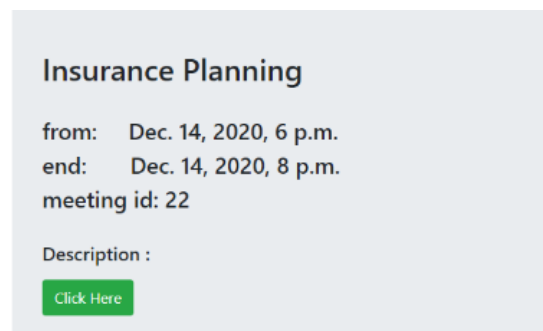 Insurance Planning
from: Dec. 14, 2020, 6 p.m.
end: Dec. 14, 2020, 8 p.m.
meeting id: 22
Description :
Click Here